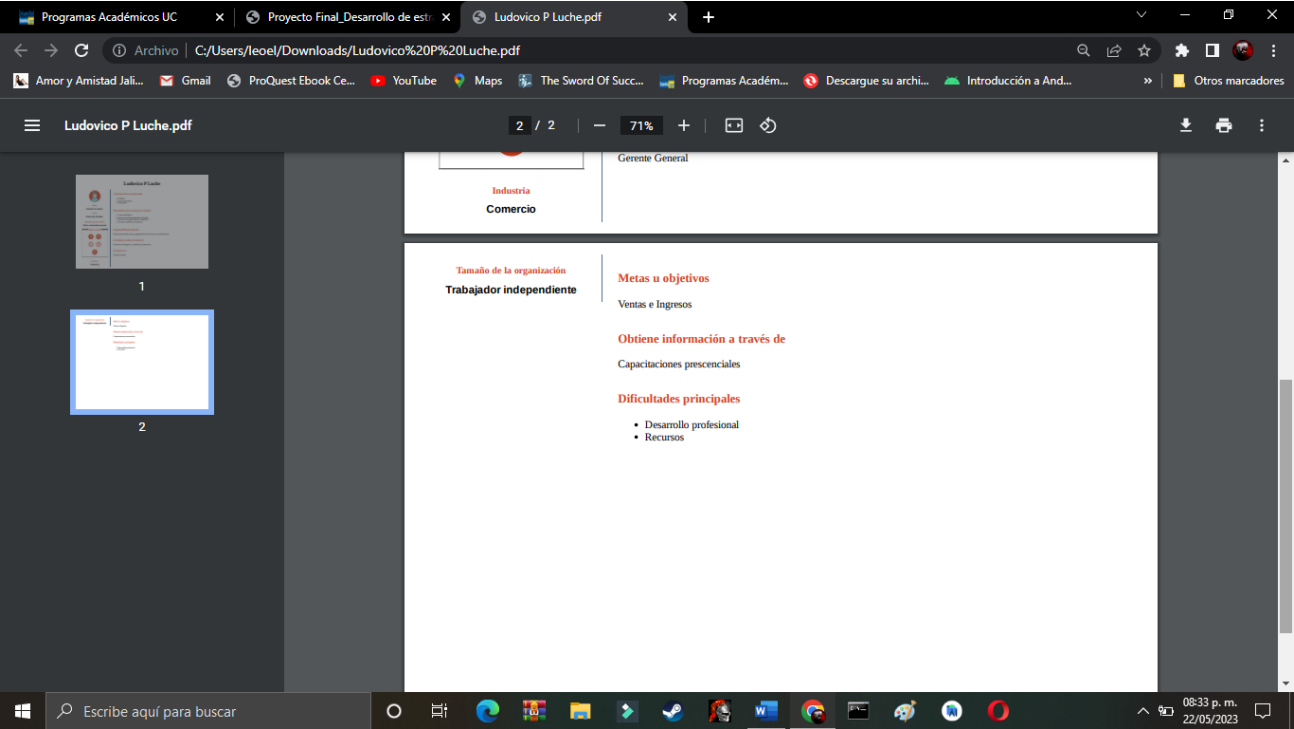 Programas Académicos UC
Proyecto Final_Desarrollo de estr
Ludovico P Luche.pdf
Archivo
C:/Users/leoel/Downloads/Ludovico%20P%20Luche.pdf
Amor y Amistad Jali...
Gmail
ProQuest Ebook Ce...
YouTube
Maps
The Sword Of Succ...
Programas Académ...
Descargue su archi...
Introducción a And...
»
Otros marcadores
Ludovico P Luche.pdf
2 / 2
71%
Ludovico P Luche
1
2
Gerente General
Industria
Comercio
Tamaño de la organización
Trabajador independiente
Metas u objetivos
Ventas e Ingresos
Obtiene información a través de
Capacitaciones prescenciales
Dificultades principales
• Desarrollo profesional
• Recursos
Escribe aquí para buscar
08:33 p. m.
22/05/2023